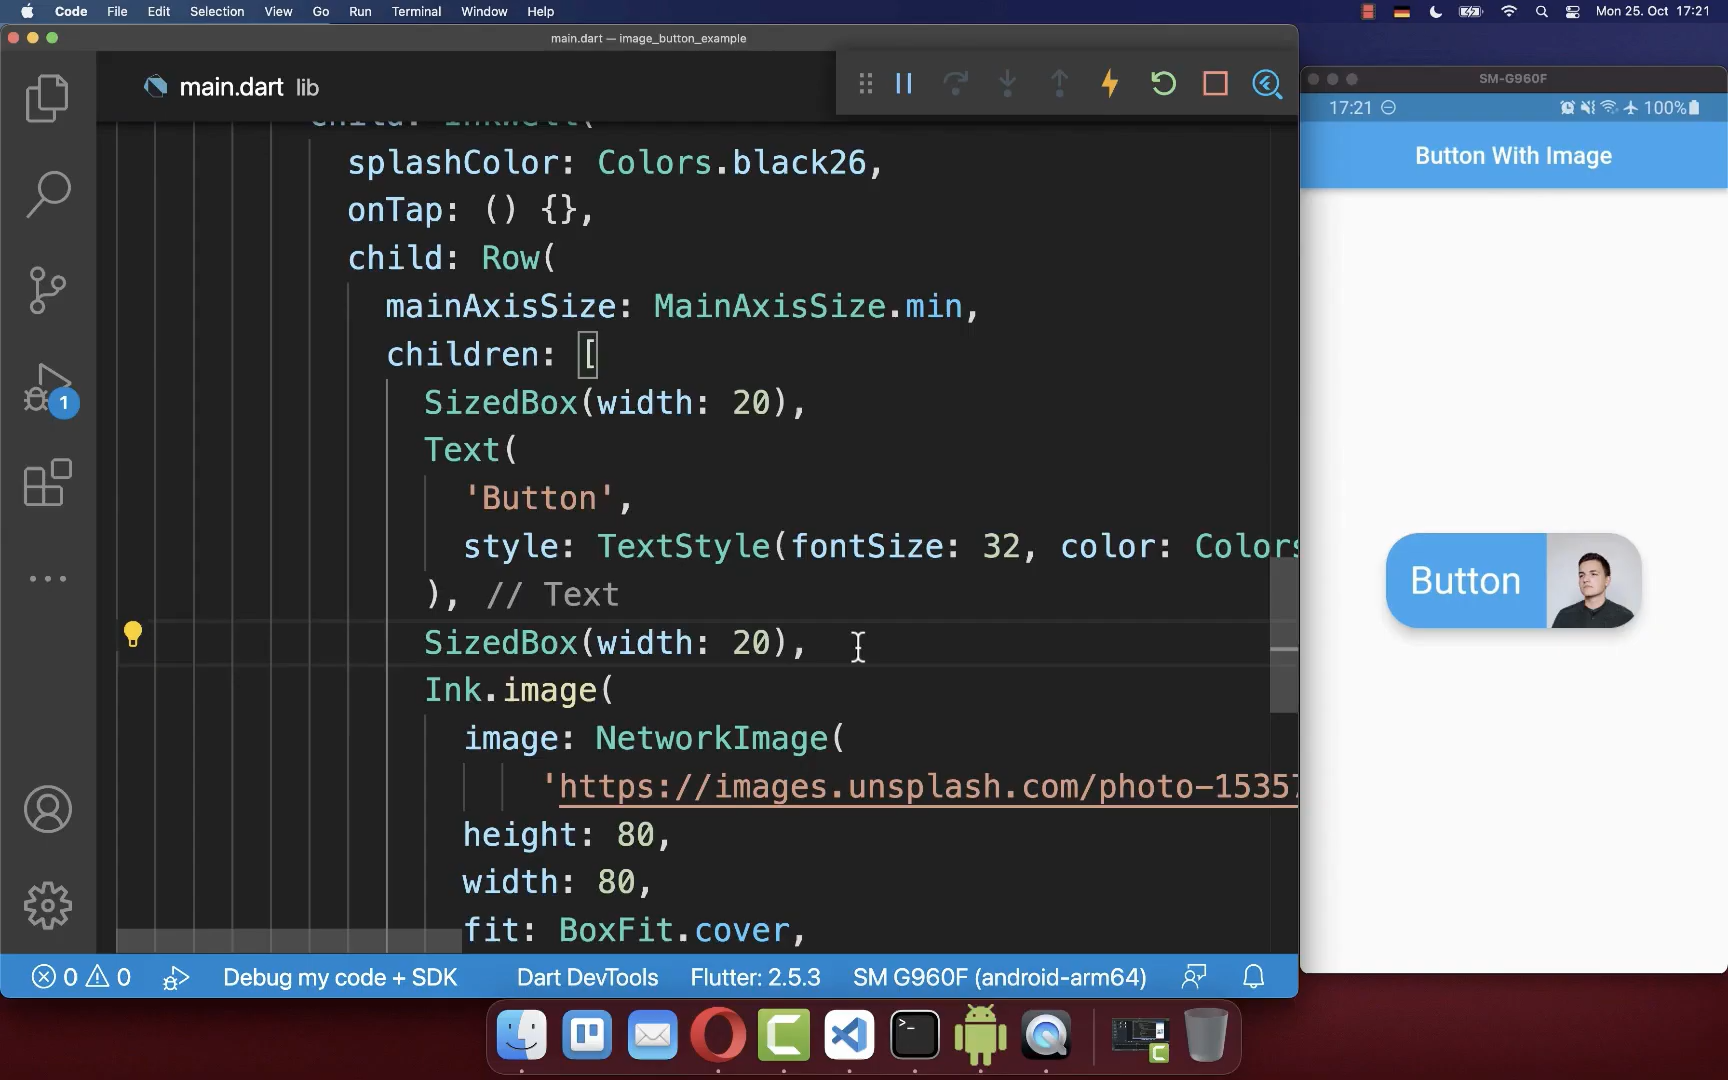 Code File Edit Selection View Go Run Terminal Window Help
Mon 25. Oct 17:21
main.dart — image_button_example
main.dart lib
child: InkWell(
splashColor: Colors.black26,
onTap: () {},
child: Row(
mainAxisSize: MainAxisSize.min,
children: [
SizedBox(width: 20),
Text(
'Button',
style: TextStyle(fontSize: 32, color: Colors
), // Text
SizedBox(width: 20),
Ink.image(
image: NetworkImage(
'https://images.unsplash.com/photo-15357
height: 80,
width: 80,
fit: BoxFit.cover,
1
0 0 Debug my code + SDK Dart DevTools Flutter: 2.5.3 SM G960F (android-arm64)
SM-G960F
17:21 100%
Button With Image
Button